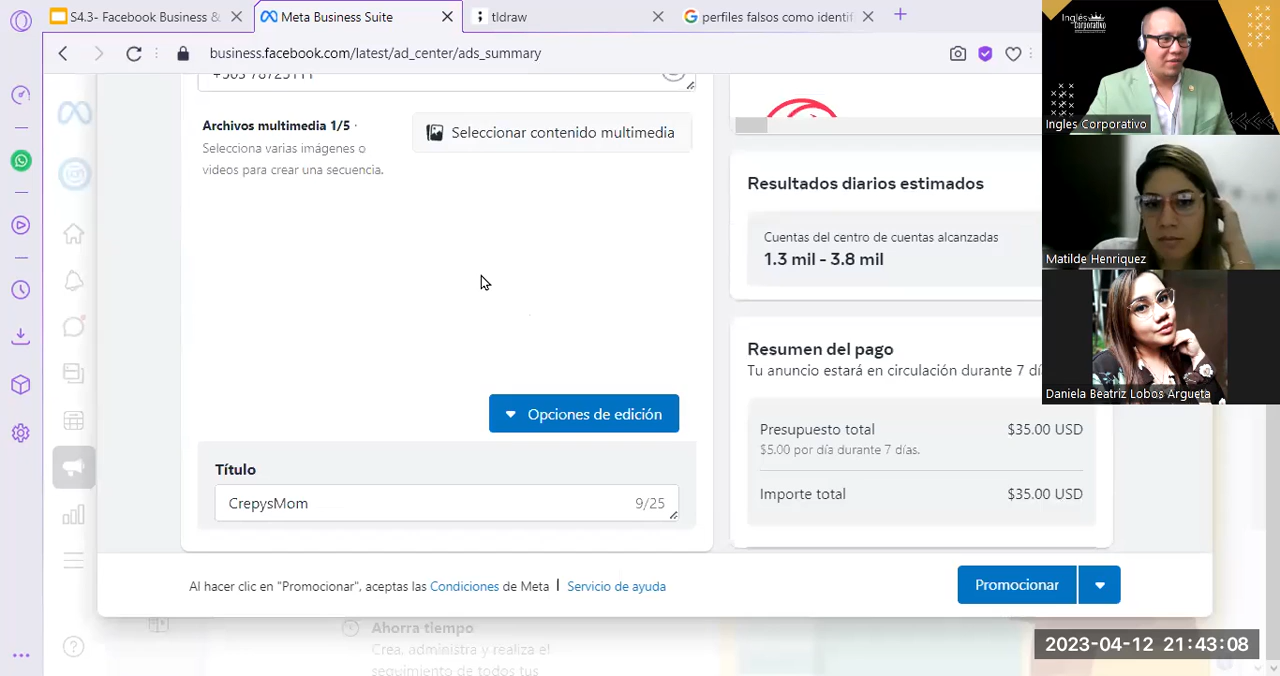 S4.3- Facebook Business &
Meta Business Suite
tldraw
perfiles falsos como identif
business.facebook.com/latest/ad_center/ads_summary
Archivos multimedia 1/5 ·
Selecciona varias imágenes o
videos para crear una secuencia.
Seleccionar contenido multimedia
Opciones de edición
Título
CrepysMom
9/25
Resultados diarios estimados
Cuentas del centro de cuentas alcanzadas
1.3 mil - 3.8 mil
Resumen del pago
Tu anuncio estará en circulación durante 7
Presupuesto total
$35.00 USD
$5.00 por día durante 7 días.
Importe total
$35.00 USD
Al hacer clic en "Promocionar", aceptas las Condiciones de Meta | Servicio de ayuda
Promocionar
Ahorra tiempo
Crea, administra y realiza el
seguimiento de todos tus
Inglés
Corporativo
Ingles Corporativo
Matilde Henriquez
Daniela Beatriz Lobos Argueta
2023-04-12 21:43:08